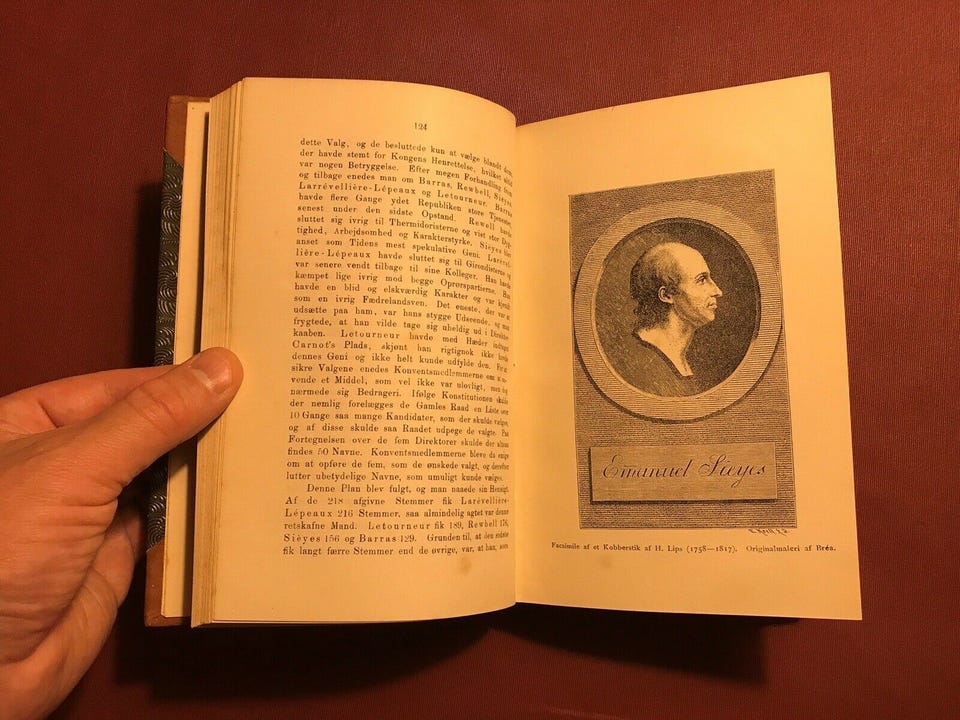 124
dette Valg, og de besluttede kun at vælge blandt dem,
der havde stemt for Kongens Henrettelse, hvilket altid
var nogen Betryggelse. Efter megen Forhandling frem
og tilbage enedes man om Barras, Rewbell, Sièyes
Larrévellière-Lépeaux og Letourneur. Barras
havde flere Gange ydet Republiken store Tjenester,
senest under den sidste Opstand. Rewell havde
sluttet sig ivrig til Thermidoristerne og vist stor Dyg-
tighed, Arbejdsomhed og Karakterstyrke. Sièyes blev
anset som Tidens mest spekulative Geni. Larével-
lière-Lépeaux havde sluttet sig til Girondisterne og
var senere vendt tilbage til sine Kolleger. Han havde
kæmpet lige ivrig mod begge Oprørspartierne. Han
havde en blid og elskværdig Karakter og var kjendt
som en ivrig Fædrelandsven. Det eneste, der var at
udsætte paa ham, var hans stygge Udseende, og man
frygtede, at han vilde tage sig uheldig ud i Direktør-
kaaben. Letourneur havde med Hæder indtaget
Carnot's Plads, skjønt han rigtignok ikke havde
dennes Geni og ikke helt kunde udfylde den. For at
sikre Valgene enedes Konventsmedlemmerne om at an-
vende et Middel, som vel ikke var ulovligt, men dog
nærmede sig Bedrageri. Ifølge Konstitutionen skulde
der nemlig forelægges de Gamles Raad en Liste over
10 Gange saa mange Kandidater, som der skulde vælges,
og af disse skulde saa Raadet udpege de valgte. Paa
Fortegnelsen over de fem Direktorer skulde der altsaa
findes 50 Navne. Konventsmedlemmerne bleve da enige
om at opføre de fem, som de ønskede valgt, og derefter
lutter ubetydelige Navne, som umuligt kunde vælges.
Denne Plan blev fulgt, og man naaede sin Hensigt.
Af de 218 afgivne Stemmer fik Larévellière-
Lépeaux 216 Stemmer, saa almindelig agtet var denne
retskafne Mand. Letourneur fik 189, Rewbell 176,
Sièyes 156 og Barras 129. Grunden til, at den sidste
fik langt færre Stemmer end de øvrige, var, at han, som
Emanuel Sieyes
Facsimile af et Kobberstik af H. Lips (1758—1817). Originalmaleri af Bréa.